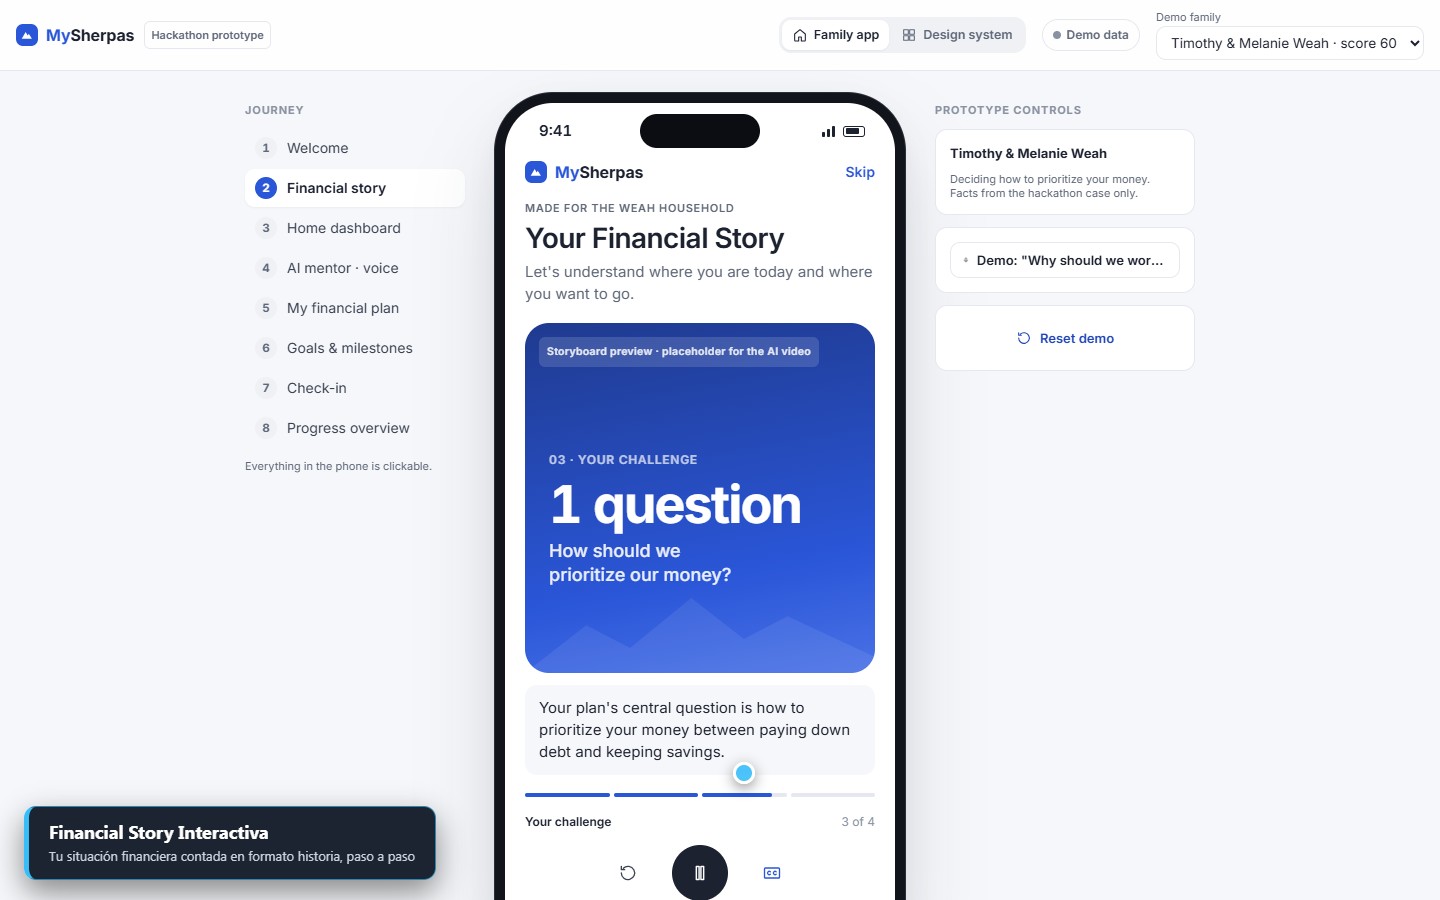 MySherpas
Hackathon prototype
Family app
Design system
Demo data
Demo family
Timothy & Melanie Weah · score 60
JOURNEY
1 Welcome
2 Financial story
3 Home dashboard
4 AI mentor · voice
5 My financial plan
6 Goals & milestones
7 Check-in
8 Progress overview
Everything in the phone is clickable.
9:41
MySherpas
Skip
MADE FOR THE WEAH HOUSEHOLD
Your Financial Story
Let's understand where you are today and where
you want to go.
Storyboard preview · placeholder for the AI video
03 · YOUR CHALLENGE
1 question
How should we
prioritize our money?
Your plan's central question is how to
prioritize your money between paying down
debt and keeping savings.
Your challenge
3 of 4
CC
PROTOTYPE CONTROLS
Timothy & Melanie Weah
Deciding how to prioritize your money.
Facts from the hackathon case only.
Demo: "Why should we wor...
Reset demo
Financial Story Interactiva
Tu situación financiera contada en formato historia, paso a paso